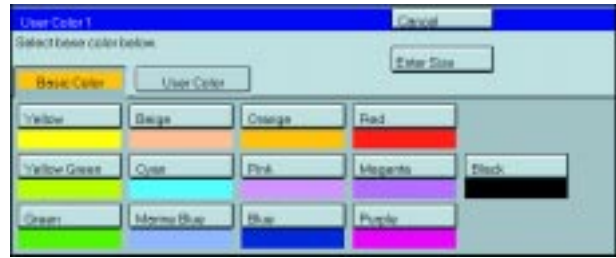 User Color 1
Cancel
Select base color below.
Enter Size
Basic Color
User Color
Yellow
Beige
Orange
Red
Yellow Green
Cyan
Pink
Magenta
Black
Green
Marine Blue
Blue
Purple